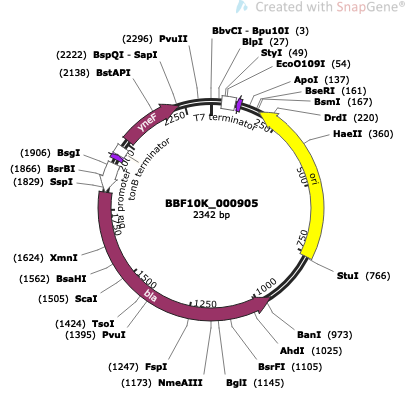 Created with SnapGene®
(2296) PvuII
BbvCI - Bpu10I (3)
BlpI (27)
(2222) BspQI - SapI
StyI (49)
EcoO109I (54)
(2138) BstAPI
ApoI (137)
BseRI (161)
BsmI (167)
DrdI (220)
HaeII (360)
yneF
2250
T7 terminator
250
(1906) BsgI
(1866) BsrBI
(1829) SspI
tonB terminator
bla promoter
500
ori
BBF10K_000905
2342 bp
750
StuI (766)
(1624) XmnI
(1562) BsaHI
(1505) ScaI
(1424) TsoI
(1395) PvuI
1500
bla
1250
1000
BanI (973)
AhdI (1025)
BsrFI (1105)
(1247) FspI
(1173) NmeAIII
BglI (1145)